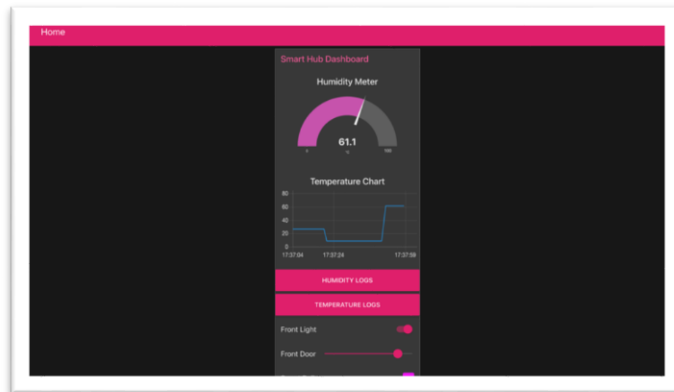 Home
Smart Hub Dashboard
Humidity Meter
61.1
%
0 100
Temperature Chart
80
60
40
20
0
17:37:04 17:37:24 17:37:59
HUMIDITY LOGS
TEMPERATURE LOGS
Front Light
Front Door